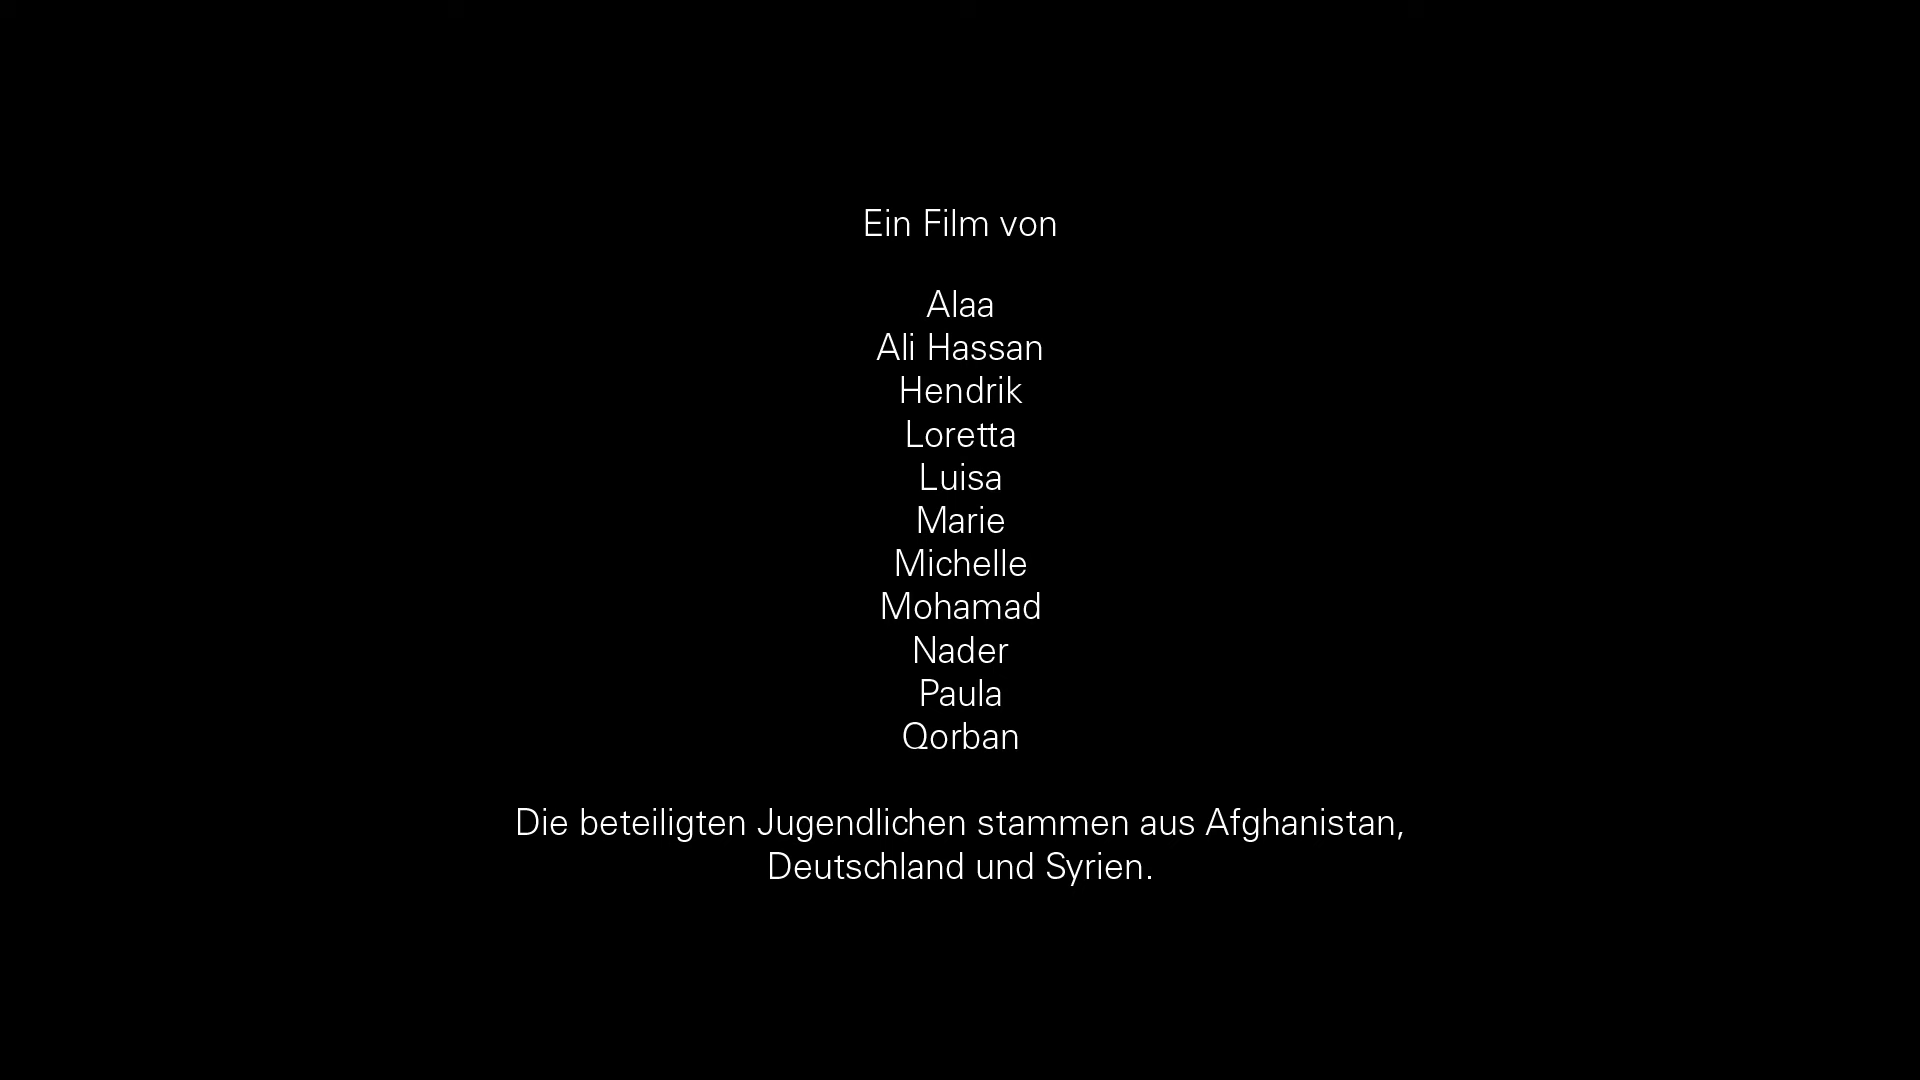 Ein Film von
Alaa
Ali Hassan
Hendrik
Loretta
Luisa
Marie
Michelle
Mohamad
Nader
Paula
Qorban
Die beteiligten Jugendlichen stammen aus Afghanistan,
Deutschland und Syrien.